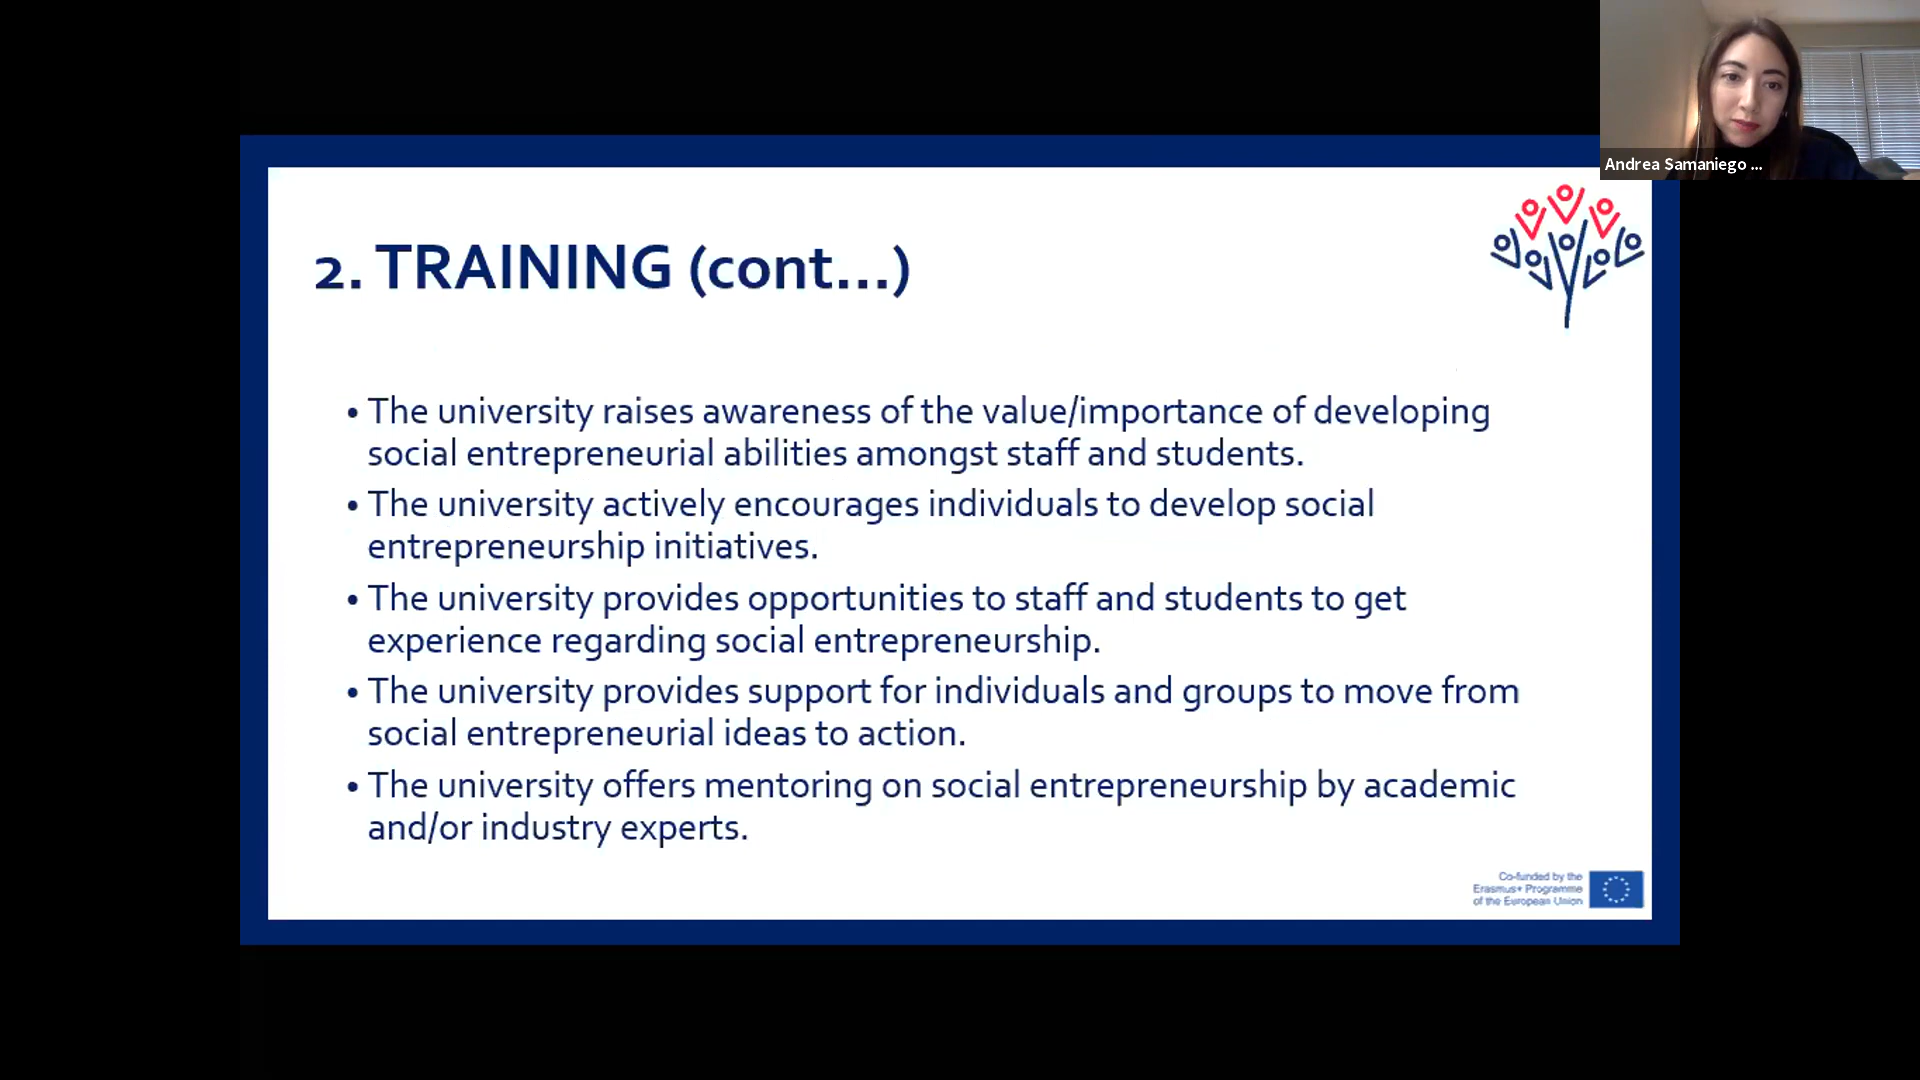 Andrea Samaniego ...
2. TRAINING (cont...)
• The university raises awareness of the value/importance of developing
social entrepreneurial abilities amongst staff and students.
• The university actively encourages individuals to develop social
entrepreneurship initiatives.
• The university provides opportunities to staff and students to get
experience regarding social entrepreneurship.
• The university provides support for individuals and groups to move from
social entrepreneurial ideas to action.
• The university offers mentoring on social entrepreneurship by academic
and/or industry experts.
Co-funded by the
Erasmus+ Programme
of the European Union